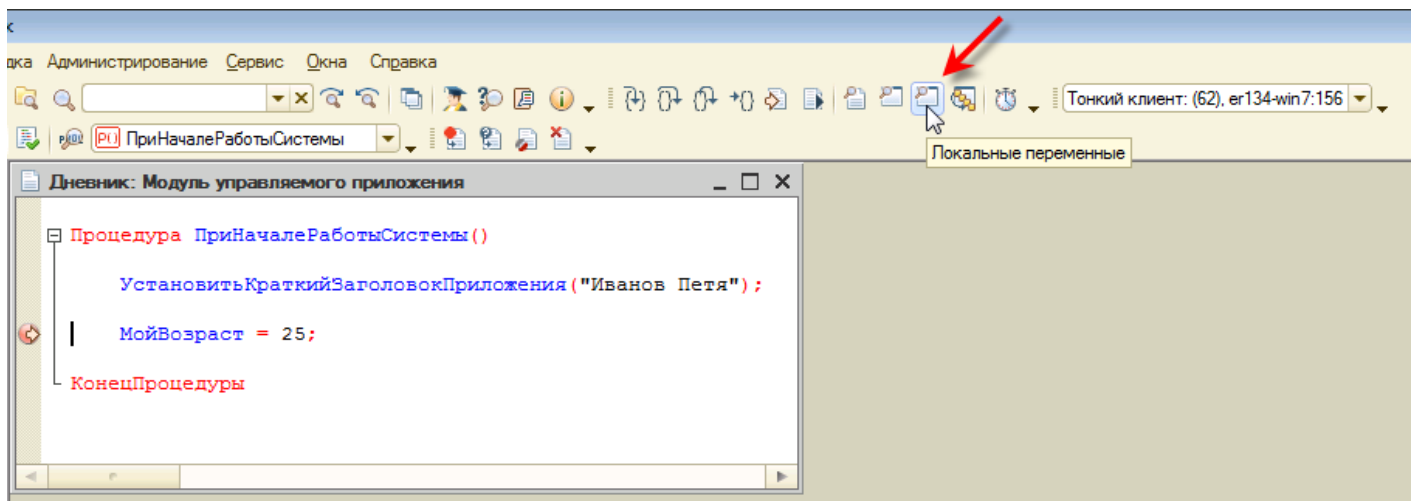 дка Администрирование Сервис Окна Справка
Тонкий клиент: (62), er134-win7:156
ПриНачалеРаботыСистемы
Локальные переменные
Дневник: Модуль управляемого приложения
Процедура ПриНачалеРаботыСистемы()
УстановитьКраткийЗаголовокПриложения("Иванов Петя");
МойВозраст = 25;
КонецПроцедуры